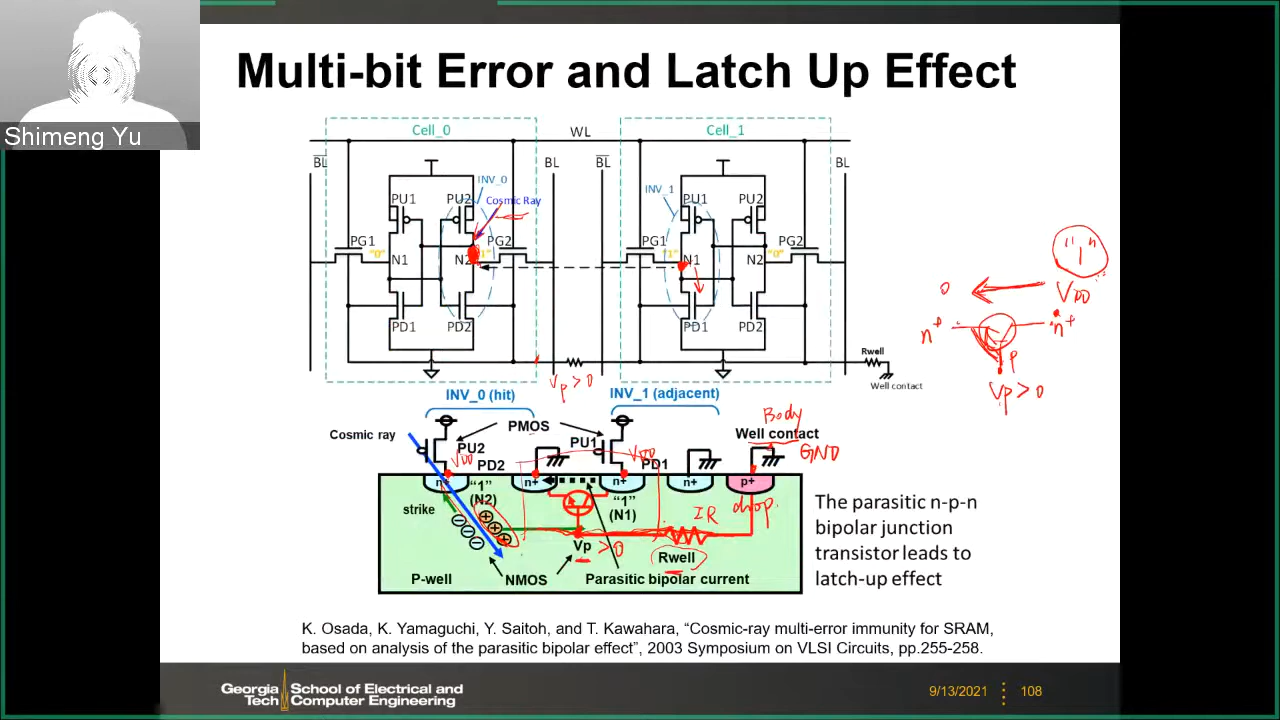 Multi-bit Error and Latch Up Effect
Shimeng Yu
Cell_0
WL
Cell_1
BL
BL
BL
BL
INV_0
INV_1
PU1
PU2
Cosmic Ray
PU1
PU2
PG1
"0"
N1
N2
"1"
PG2
PG1
"1"
N1
N2
"0"
PG2
PD1
PD2
PD1
PD2
Rwell
Well contact
Vp > 0
"1"
0
VDD
n+
n+
P
Vp > 0
INV_0 (hit)
INV_1 (adjacent)
Body
Cosmic ray
PMOS
Well contact
GND
PU2
PU1
VDD
VDD
PD2
PD1
n+
"1"
(N2)
n+
n+
"1"
(N1)
n+
p+
strike
IR drop
Vp > 0
Rwell
P-well
NMOS
Parasitic bipolar current
The parasitic n-p-n
bipolar junction
transistor leads to
latch-up effect
K. Osada, K. Yamaguchi, Y. Saitoh, and T. Kawahara, “Cosmic-ray multi-error immunity for SRAM,
based on analysis of the parasitic bipolar effect”, 2003 Symposium on VLSI Circuits, pp.255-258.
Georgia Tech
School of Electrical and
Computer Engineering
9/13/2021
108